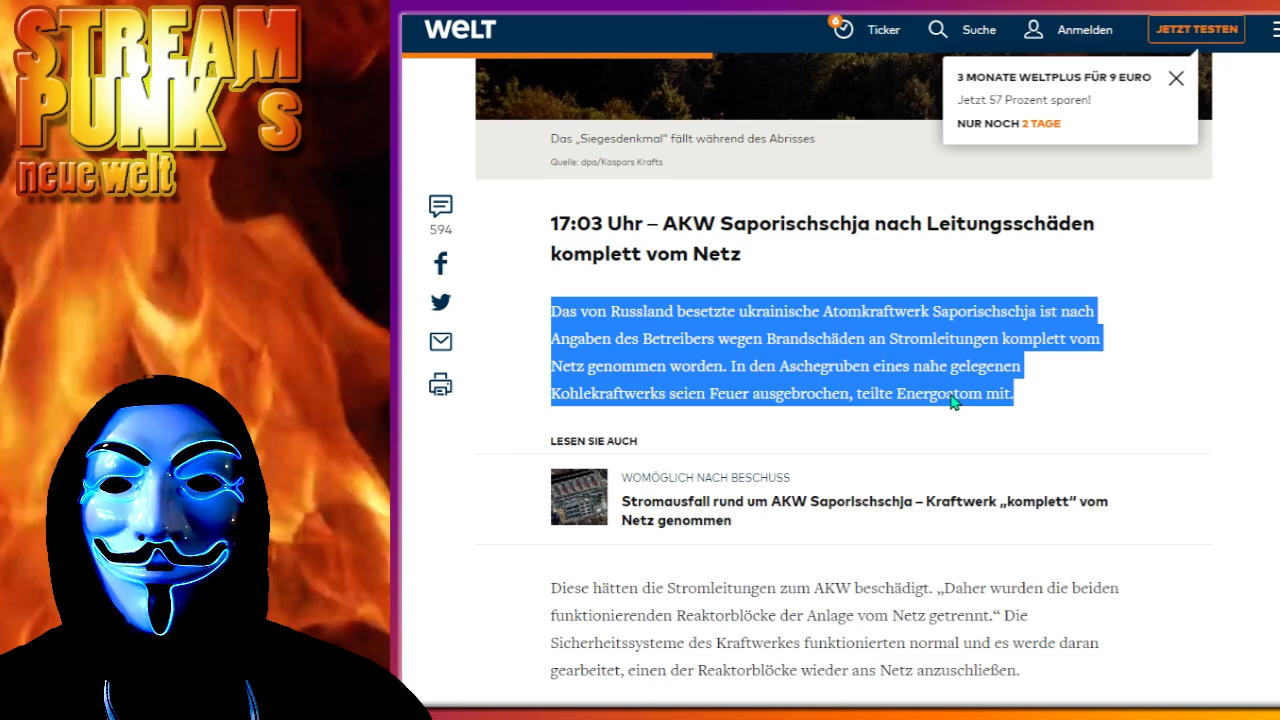 STREAM
PUNK´s
neue welt
WELT
6
Ticker
Suche
Anmelden
JETZT TESTEN
3 MONATE WELTPLUS FÜR 9 EURO
Jetzt 57 Prozent sparen!
NUR NOCH 2 TAGE
Das „Siegesdenkmal“ fällt während des Abrisses
Quelle: dpa/Kaspars Krafts
594
17:03 Uhr – AKW Saporischschja nach Leitungsschäden
komplett vom Netz
Das von Russland besetzte ukrainische Atomkraftwerk Saporischschja ist nach
Angaben des Betreibers wegen Brandschäden an Stromleitungen komplett vom
Netz genommen worden. In den Aschegruben eines nahe gelegenen
Kohlekraftwerks seien Feuer ausgebrochen, teilte Energoatom mit.
LESEN SIE AUCH
WOMÖGLICH NACH BESCHUSS
Stromausfall rund um AKW Saporischschja – Kraftwerk „komplett“ vom
Netz genommen
Diese hätten die Stromleitungen zum AKW beschädigt. „Daher wurden die beiden
funktionierenden Reaktorblöcke der Anlage vom Netz getrennt.“ Die
Sicherheitssysteme des Kraftwerkes funktionierten normal und es werde daran
gearbeitet, einen der Reaktorblöcke wieder ans Netz anzuschließen.